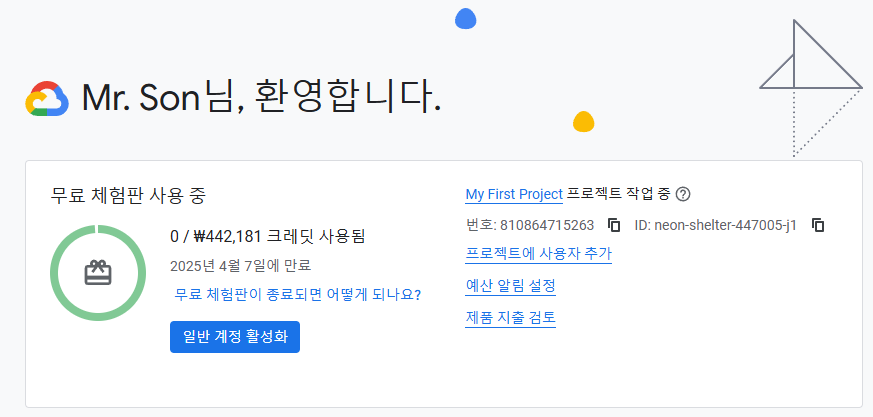 Mr. Son님, 환영합니다.
무료 체험판 사용 중
0 / ₩442,181 크레딧 사용됨
2025년 4월 7일에 만료
무료 체험판이 종료되면 어떻게 되나요?
일반 계정 활성화
My First Project 프로젝트 작업 중
번호: 810864715263 ID: neon-shelter-447005-j1
프로젝트에 사용자 추가
예산 알림 설정
제품 지출 검토